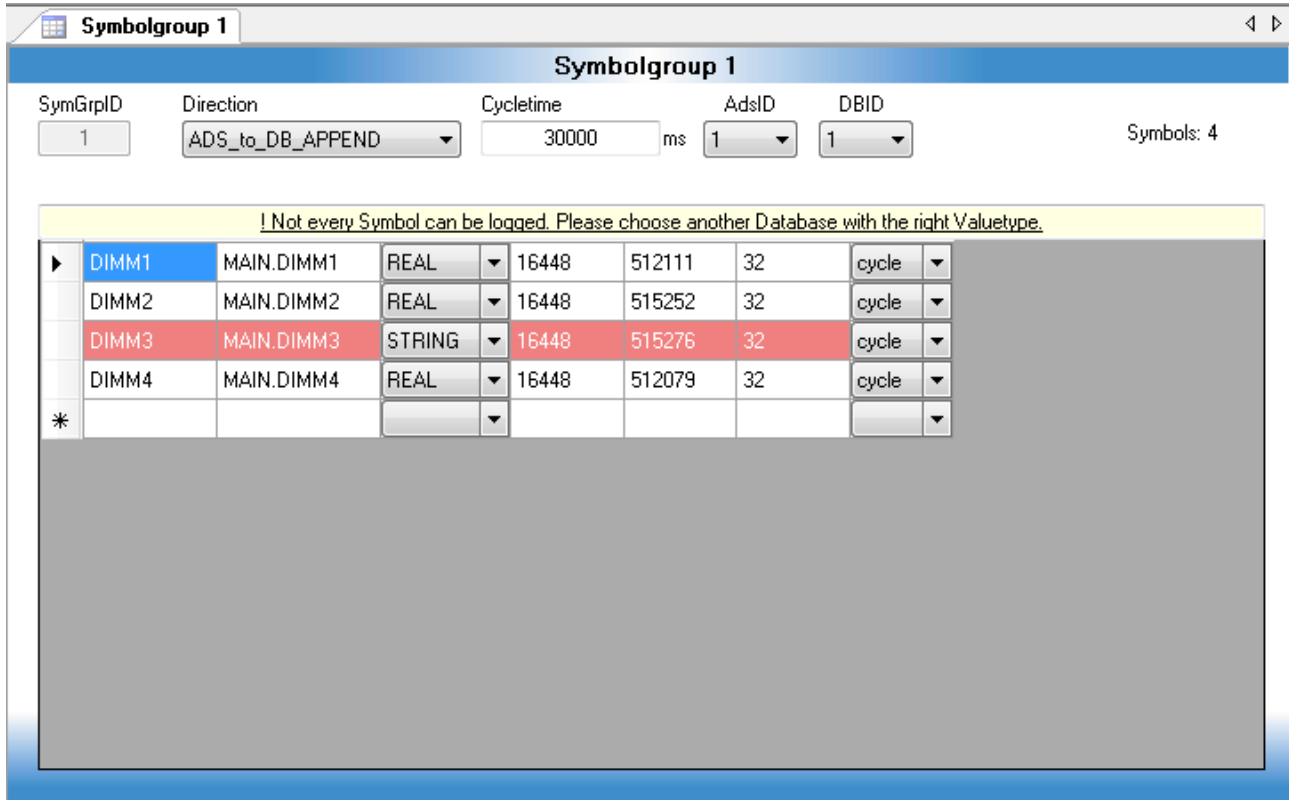 Symbolgroup 1
Symbolgroup 1
SymGrpID Direction Cycletime AdsID DBID
1 ADS_to_DB_APPEND 30000 ms 1 1 Symbols: 4
! Not every Symbol can be logged. Please choose another Database with the right Valuetype.
DIMM1 MAIN.DIMM1 REAL 16448 512111 32 cycle
DIMM2 MAIN.DIMM2 REAL 16448 515252 32 cycle
DIMM3 MAIN.DIMM3 STRING 16448 515276 32 cycle
DIMM4 MAIN.DIMM4 REAL 16448 512079 32 cycle